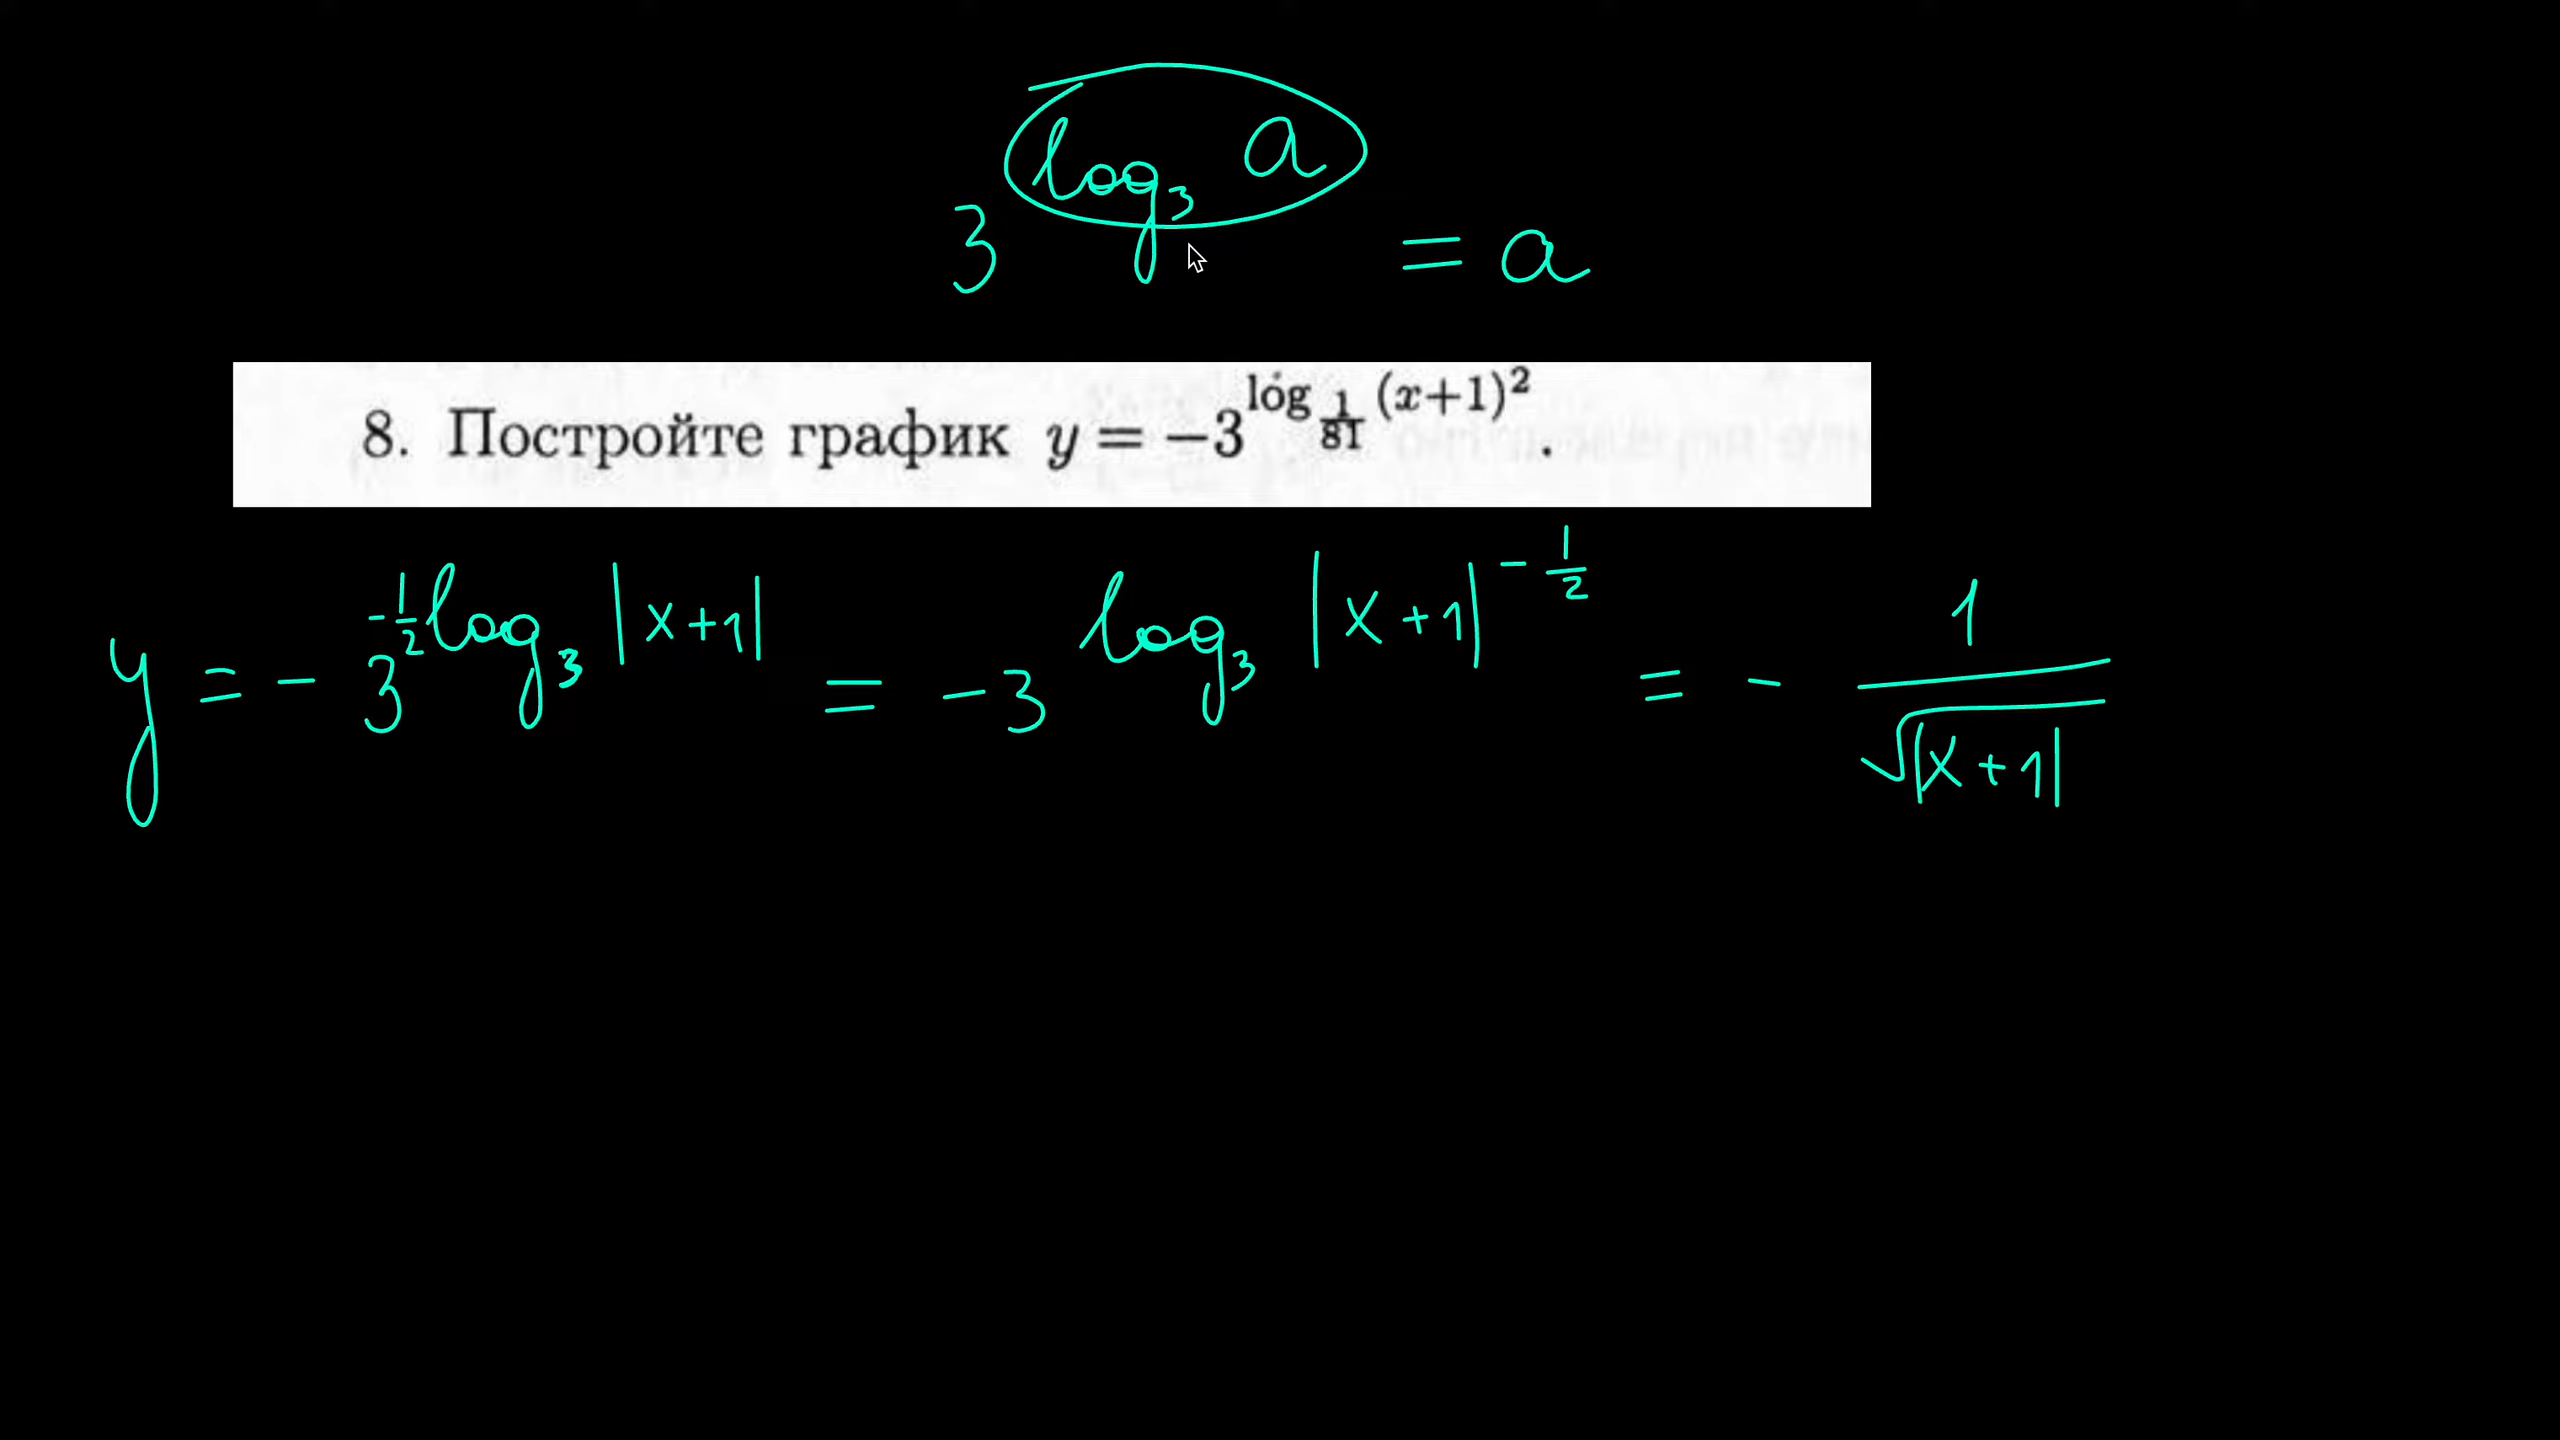 3^{log_3 a} = a
8. Постройте график y = −3^{log_{1/81} (x+1)^2}.
y = - 3^{-1/2 log_3 |x+1|} = -3^{log_3 |x+1|^{-1/2}} = - 1/√|x+1|